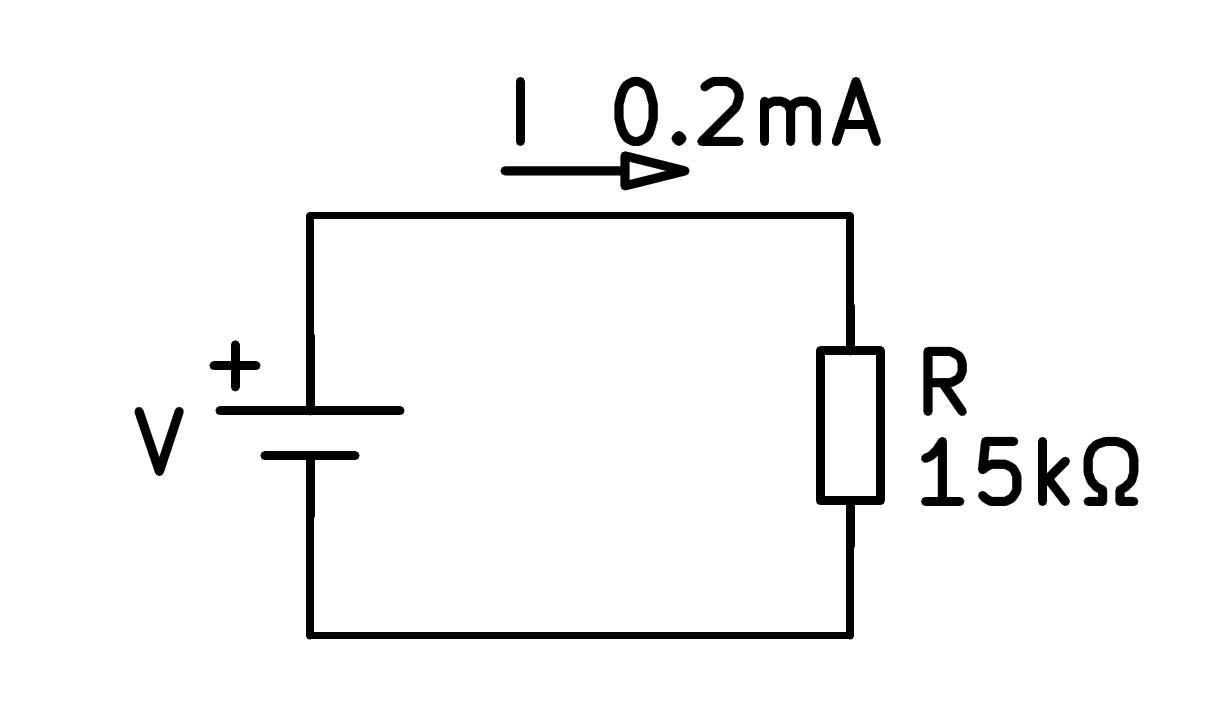 I 0.2mA
+
V
R
15kΩ